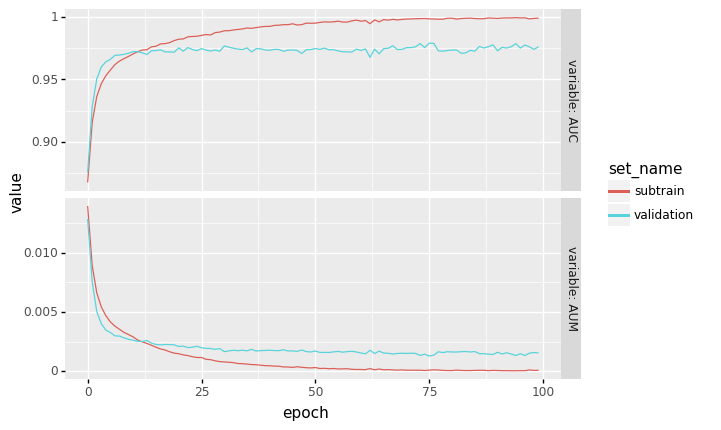 1
0.95
0.90
variable: AUC
0.010
0.005
0
variable: AUM
0
25
50
75
100
epoch
value
set_name
subtrain
validation